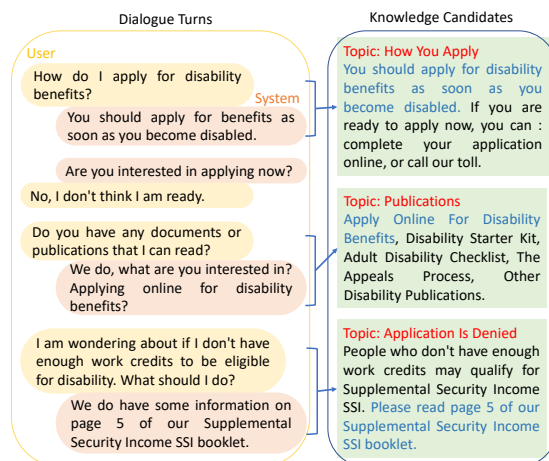 Dialogue Turns
User
How do I apply for disability
benefits?
System
You should apply for benefits as
soon as you become disabled.
Are you interested in applying now?
No, I don't think I am ready.
Do you have any documents or
publications that I can read?
We do, what are you interested in?
Applying online for disability
benefits?
I am wondering about if I don't have
enough work credits to be eligible
for disability. What should I do?
We do have some information on
page 5 of our Supplemental
Security Income SSI booklet.
Knowledge Candidates
Topic: How You Apply
You should apply for disability
benefits as soon as you
become disabled. If you are
ready to apply now, you can :
complete your application
online, or call our toll.
Topic: Publications
Apply Online For Disability
Benefits, Disability Starter Kit,
Adult Disability Checklist, The
Appeals Process, Other
Disability Publications.
Topic: Application Is Denied
People who don't have enough
work credits may qualify for
Supplemental Security Income
SSI. Please read page 5 of our
Supplemental Security Income
SSI booklet.